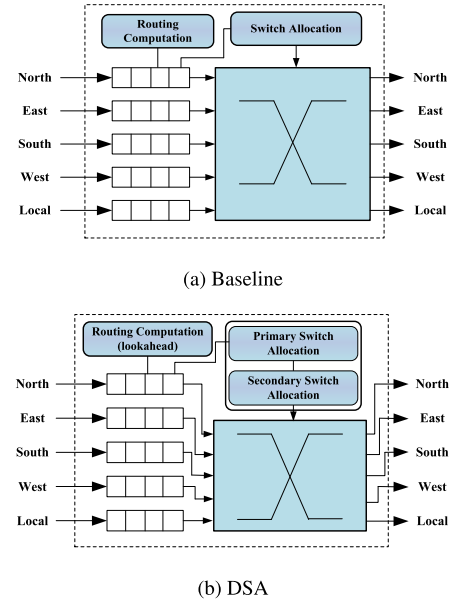 Routing Computation
Switch Allocation
North
North
East
East
South
South
West
West
Local
Local
(a) Baseline
Routing Computation (lookahead)
Primary Switch Allocation
Secondary Switch Allocation
North
North
East
East
South
South
West
West
Local
Local
(b) DSA